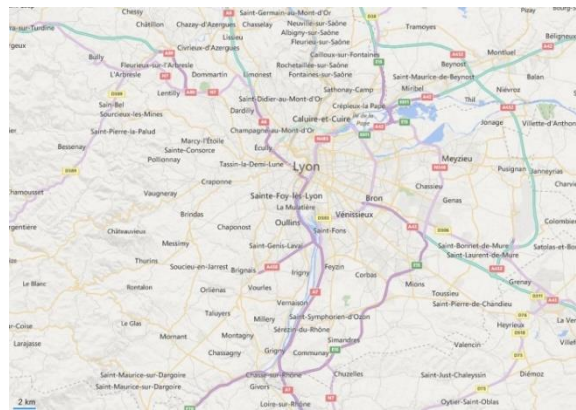 Chessy
Saint-Germain-au-Mont-d'Or
Neuville-sur-Saône
Pizay
Châtillon
Chazay-d'Azergues
Chasselay
Tramoyes
Albigny-sur-Saône
Lissieu
Fleurieu-sur-Saône
Béligneux
Civrieux-d'Azergues
Bully
Cailloux-sur-Fontaines
Montluel
Fleurieux-sur-l'Arbresle
Rochetaillée-sur-Saône
Beynost
L'Arbresle
Dommartin
Limonest
Fontaines-sur-Saône
Saint-Maurice-de-Beynost
Balan
Lentilly
Sathonay-Camp
Miribel
Sain-Bel
Saint-Didier-au-Mont-d'Or
Crépieux-la-Pape
Thil
Niévroz
Sourcieux-les-Mines
Dardilly
Caluire-et-Cuire
Villette-d'Anthon
Saint-Pierre-la-Palud
Champagne-au-Mont-d'Or
Jonage
Bessenay
Marcy-l'Étoile
Écully
Sainte-Consorce
Meyzieu
Pollionnay
Tassin-la-Demi-Lune
Lyon
Pusignan
Janneyrias
Craponne
Chassieu
Vaugneray
Sainte-Foy-lès-Lyon
Bron
Genas
La Mulatière
Brindas
Oullins
Vénissieux
Châteauvieux
Chaponost
Saint-Fons
Messimy
Saint-Genis-Laval
Saint-Bonnet-de-Mure
Saint-Laurent-de-Mure
Thurins
Soucieu-en-Jarrest
Brignais
Irigny
Feyzin
Corbas
Grenay
Le Blanc
Rontalon
Orliénas
Vourles
Mions
Toussieu
Vernaison
Saint-Pierre-de-Chandieu
Taluyers
Millery
Saint-Symphorien-d'Ozon
Le Glas
Sérézin-du-Rhône
Heyrieux
Larajasse
Mornant
Montagny
Simandres
Valencin
Chassagny
Grigny
Communay
Saint-Maurice-sur-Dargoire
Chasse-sur-Rhône
Chuzelles
Saint-Just-Chaleyssin
Diémoz
Saint-Maurice-sur-Dargoire
Givors
Loire-sur-Rhône
Oytier-Saint-Oblas
2 km